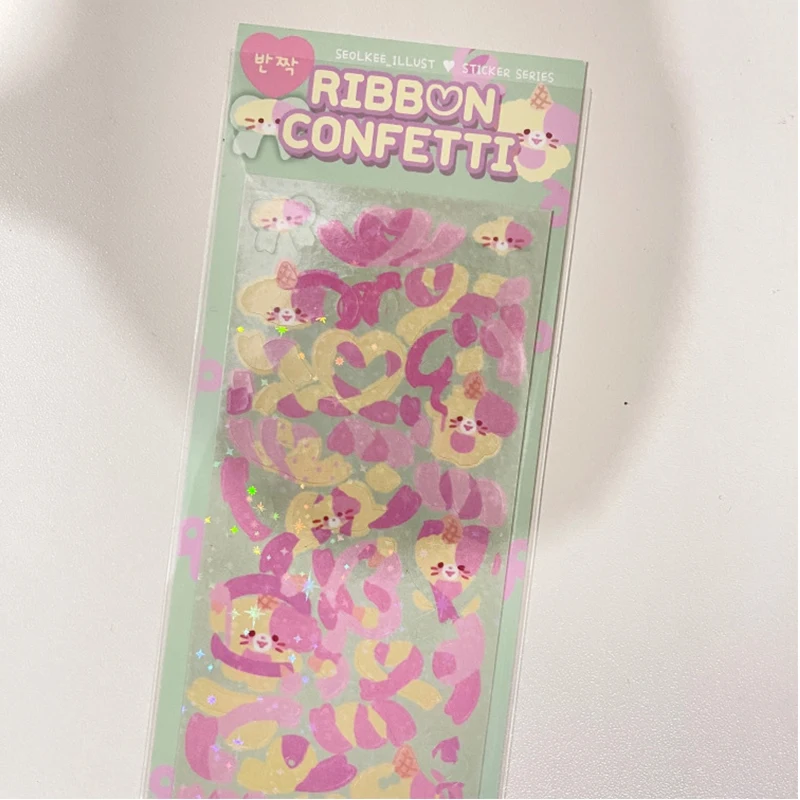 반짝
SEOLKEE_ILLUST ♥ STICKER SERIES
RIBBON
CONFETTI